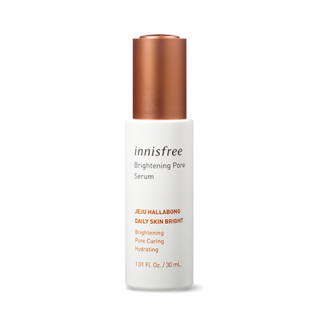 innisfree
Brightening Pore
Serum
JEJU HALLABONG
DAILY SKIN BRIGHT
Brightening
Pore Caring
Hydrating
1.01 Fl. Oz. / 30 mL